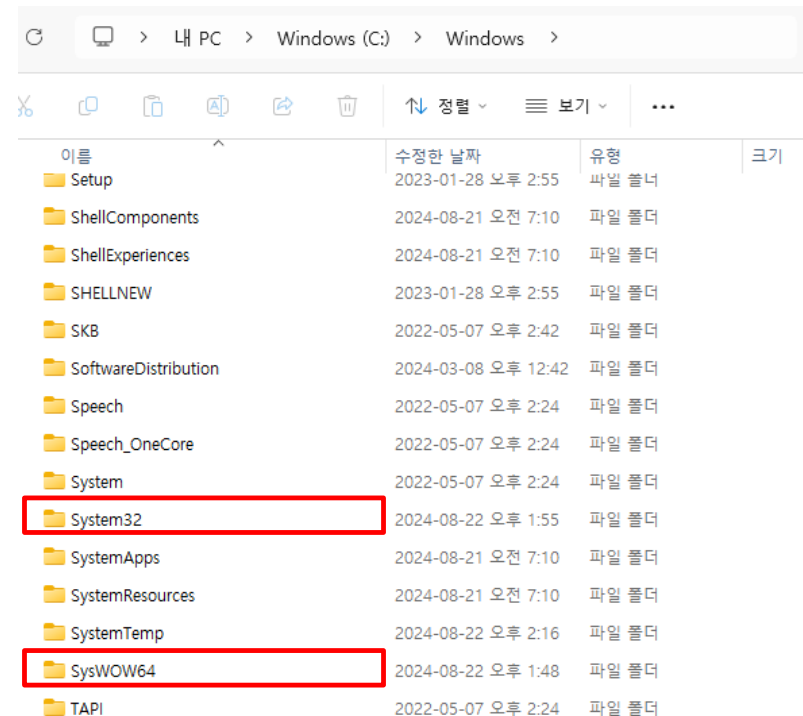 내 PC > Windows (C:) > Windows >
정렬 보기 ...
이름 수정한 날짜 유형 크기
Setup 2023-01-28 오후 2:55 파일 폴더
ShellComponents 2024-08-21 오전 7:10 파일 폴더
ShellExperiences 2024-08-21 오전 7:10 파일 폴더
SHELLNEW 2023-01-28 오후 2:55 파일 폴더
SKB 2022-05-07 오후 2:42 파일 폴더
SoftwareDistribution 2024-03-08 오후 12:42 파일 폴더
Speech 2022-05-07 오후 2:24 파일 폴더
Speech_OneCore 2022-05-07 오후 2:24 파일 폴더
System 2022-05-07 오후 2:24 파일 폴더
System32 2024-08-22 오후 1:55 파일 폴더
SystemApps 2024-08-21 오전 7:10 파일 폴더
SystemResources 2024-08-21 오전 7:10 파일 폴더
SystemTemp 2024-08-22 오후 2:16 파일 폴더
SysWOW64 2024-08-22 오후 1:48 파일 폴더
TAPI 2022-05-07 오후 2:24 파일 폴더